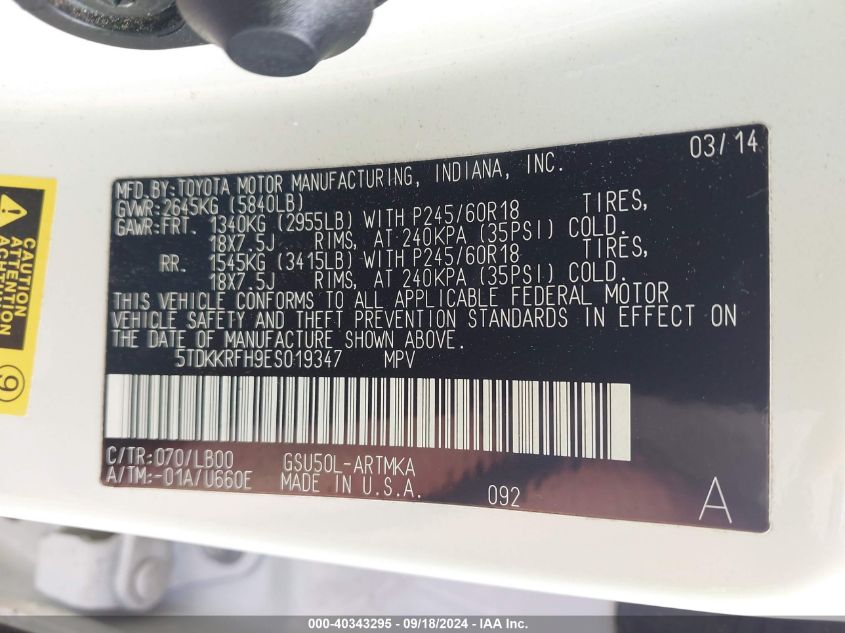 03/14
MFD.BY:TOYOTA MOTOR MANUFACTURING, INDIANA, INC.
GVWR:2645KG (5840LB)
GAWR:FRT. 1340KG (2955LB) WITH P245/60R18 TIRES,
18X7.5J RIMS, AT 240KPA (35PSI) COLD.
RR. 1545KG (3415LB) WITH P245/60R18 TIRES,
18X7.5J RIMS, AT 240KPA (35PSI) COLD.
THIS VEHICLE CONFORMS TO ALL APPLICABLE FEDERAL MOTOR
VEHICLE SAFETY AND THEFT PREVENTION STANDARDS IN EFFECT ON
THE DATE OF MANUFACTURE SHOWN ABOVE.
5TDKKRFH9ES019347 MPV
C/TR:070/LB00 GSU50L-ARTMKA
A/TM:-01A/U660E MADE IN U.S.A. 092 A
CAUTION
ATTENTION
ACHTUNG
9
000-40343295 - 09/18/2024 - IAA Inc.